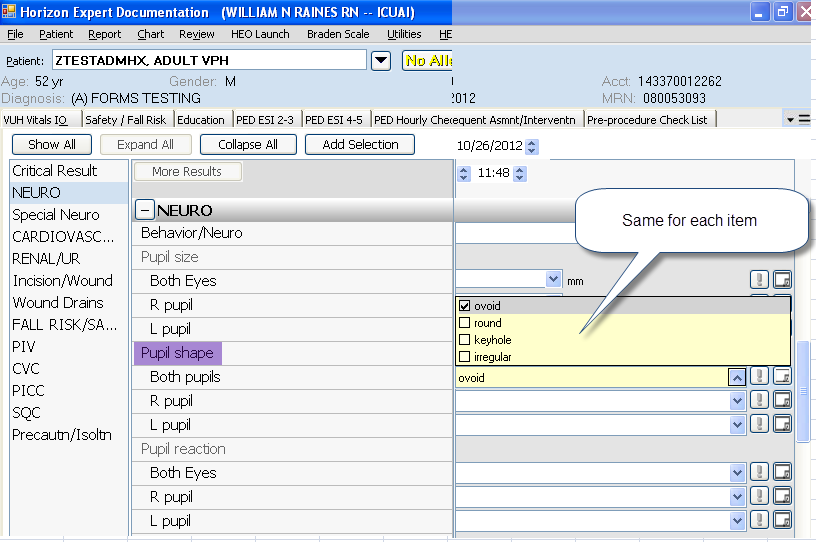 Horizon Expert Documentation (WILLIAM N RAINES RN -- ICUAI)
File Patient Report Chart Review HEO Launch Braden Scale Utilities HE
Patient: ZTESTADMHX, ADULT VPH No Alle
Age: 52 yr Gender: M Acct: 143370012262
Diagnosis: (A) FORMS TESTING 2012 MRN: 080053093
VUH Vitals IO Safety / Fall Risk Education PED ESI 2-3 PED ESI 4-5 PED Hourly Che equent Asmnt/Interventn Pre-procedure Check List
Show All Expand All Collapse All Add Selection 10/26/2012
Critical Result More Results 11:48
NEURO
Special Neuro NEURO Same for each item
CARDIOVASC... Behavior/Neuro
RENAL/UR Pupil size
Incision/Wound Both Eyes mm
Wound Drains R pupil ovoid
FALL RISK/SA... L pupil round
PIV keyhole
CVC Pupil shape irregular
PICC Both pupils ovoid
SQC R pupil
Precautn/Isoltn L pupil
Pupil reaction
Both Eyes
R pupil
L pupil